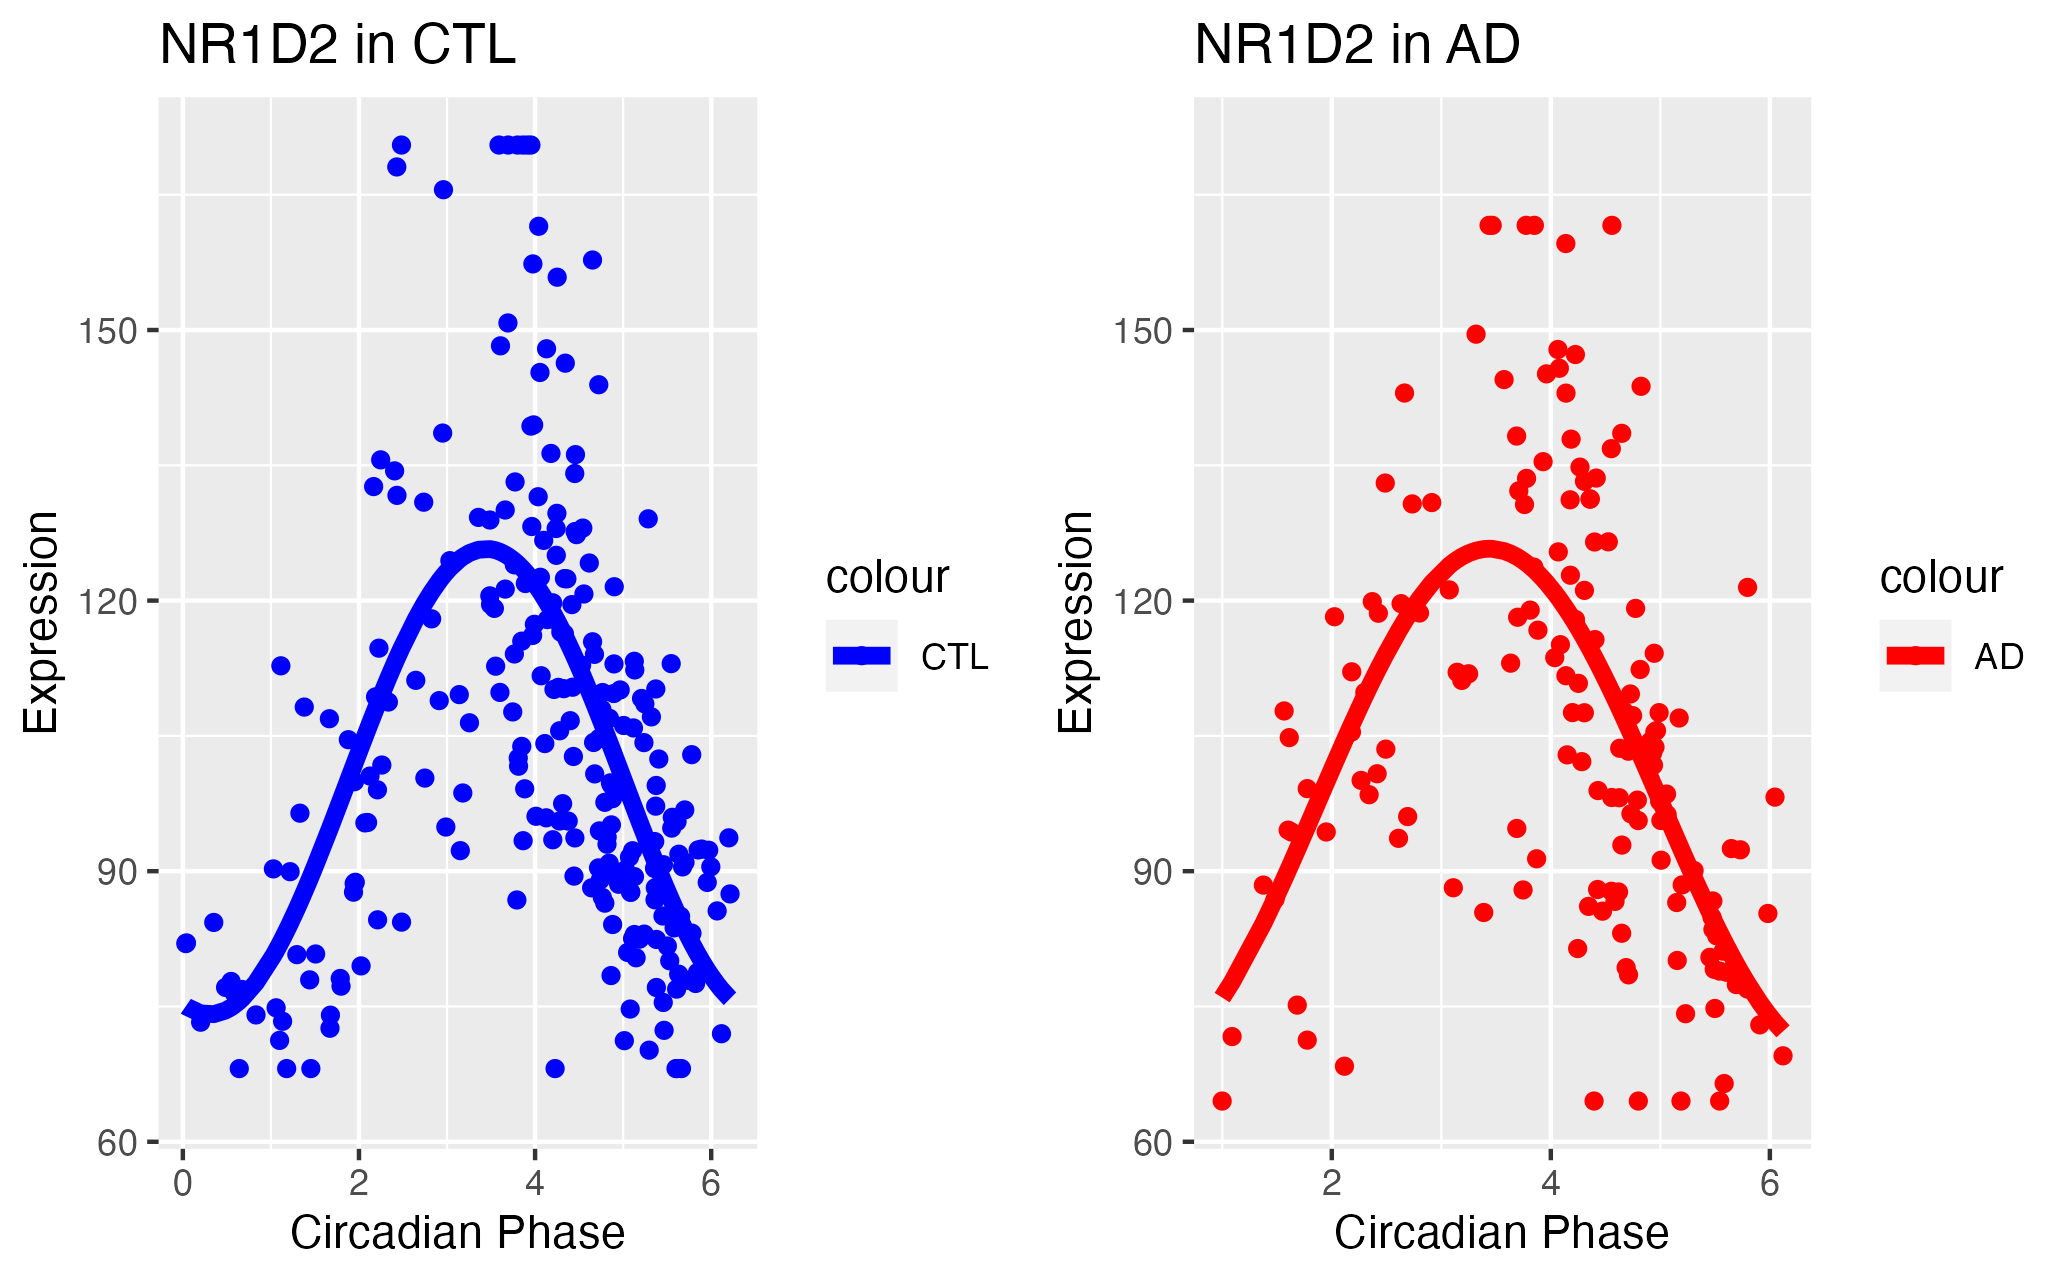 NR1D2 in CTL
Expression
150
120
90
60
0 2 4 6
Circadian Phase
colour
CTL
NR1D2 in AD
Expression
150
120
90
60
2 4 6
Circadian Phase
colour
AD